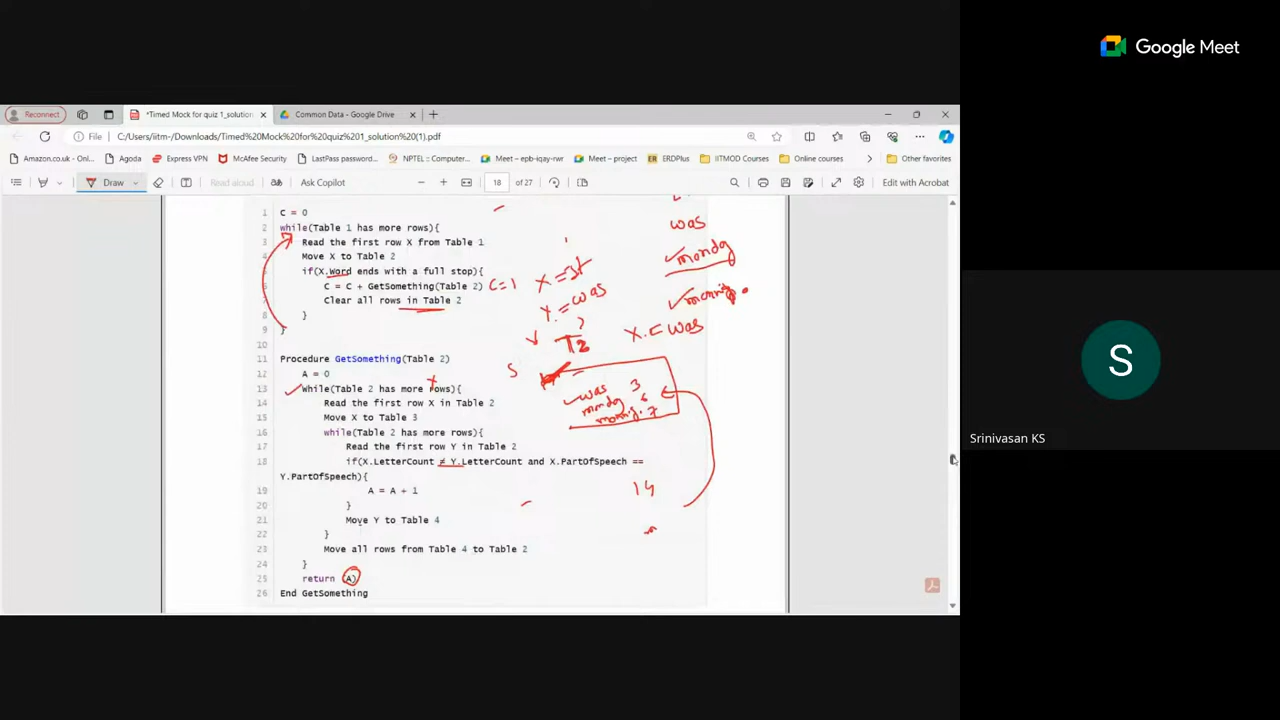 Google Meet
Reconnect
*Timed Mock for quiz 1_solution
Common Data - Google Drive
File
C:/Users/iitm-/Downloads/Timed%20Mock%20for%20quiz%201_solution%20(1).pdf
Amazon.co.uk - Onl...
Agoda
Express VPN
McAfee Security
LastPass password...
NPTEL :: Computer...
Meet – epb-iqay-rwr
Meet – project
ERDPlus
IITMOD Courses
Online courses
Other favorites
Draw
Read aloud
Ask Copilot
18 of 27
Edit with Acrobat
1 C = 0
2 while(Table 1 has more rows){
3 Read the first row X from Table 1
4 Move X to Table 2
if(X.Word ends with a full stop){
C = C + GetSomething(Table 2)
Clear all rows in Table 2
8 }
9 }
10
11 Procedure GetSomething(Table 2)
12 A = 0
13 While(Table 2 has more rows){
14 Read the first row X in Table 2
15 Move X to Table 3
16 while(Table 2 has more rows){
17 Read the first row Y in Table 2
18 if(X.LetterCount ≠ Y.LetterCount and X.PartOfSpeech ==
Y.PartOfSpeech){
19 A = A + 1
20 }
21 Move Y to Table 4
22 }
23 Move all rows from Table 4 to Table 2
24 }
25 return (A)
26 End GetSomething
was
C=1
Y = was
T2
was 3
14
S
Srinivasan KS